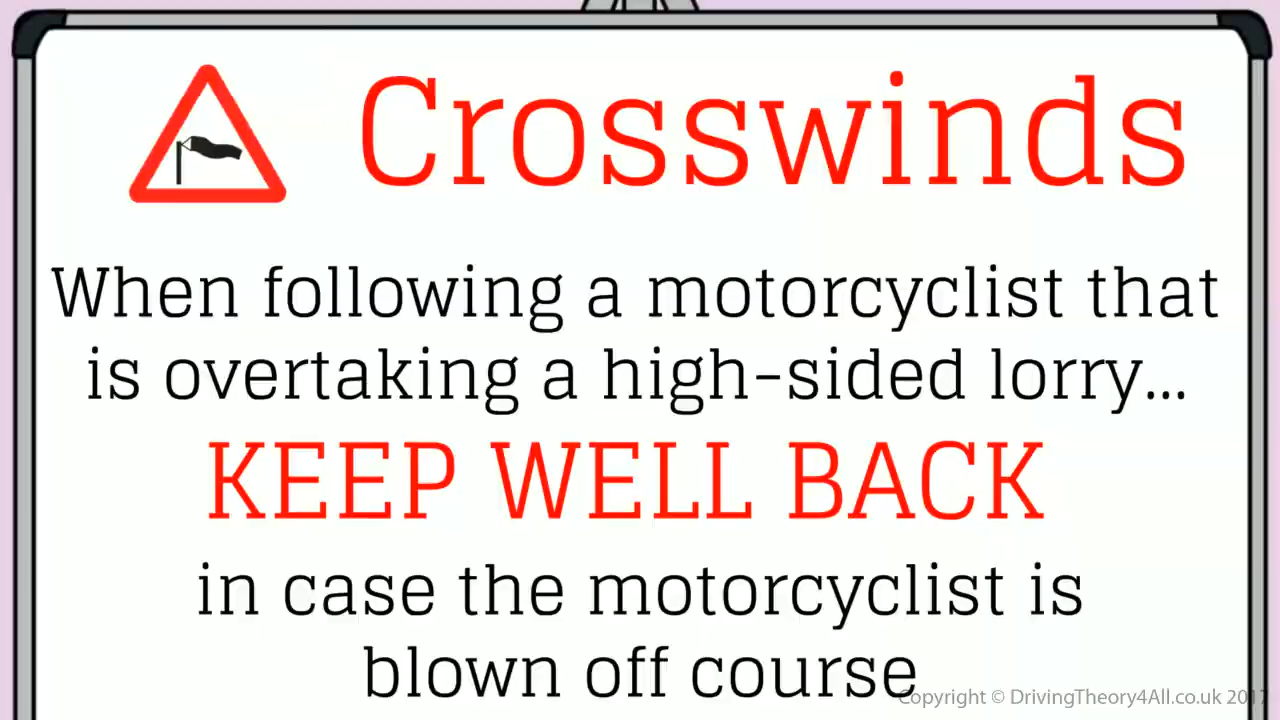 Crosswinds
When following a motorcyclist that
is overtaking a high-sided lorry...
KEEP WELL BACK
in case the motorcyclist is
blown off course
Copyright © DrivingTheory4All.co.uk 2017